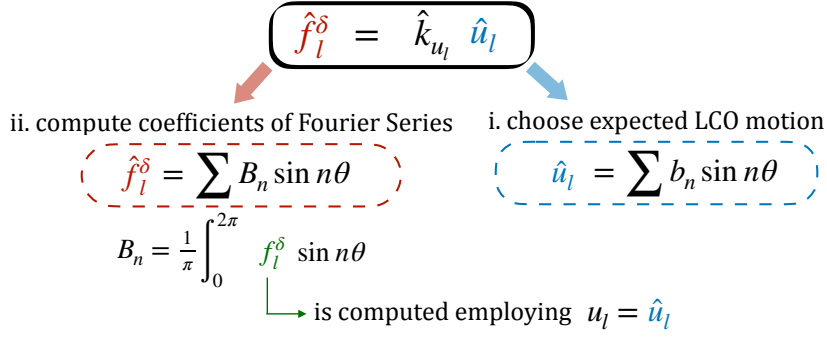 f̂_l^δ = k̂_{u_l} û_l
ii. compute coefficients of Fourier Series
i. choose expected LCO motion
f̂_l^δ = ∑ B_n sin nθ
û_l = ∑ b_n sin nθ
B_n = 1/π ∫_0^{2π} f_l^δ sin nθ
is computed employing u_l = û_l